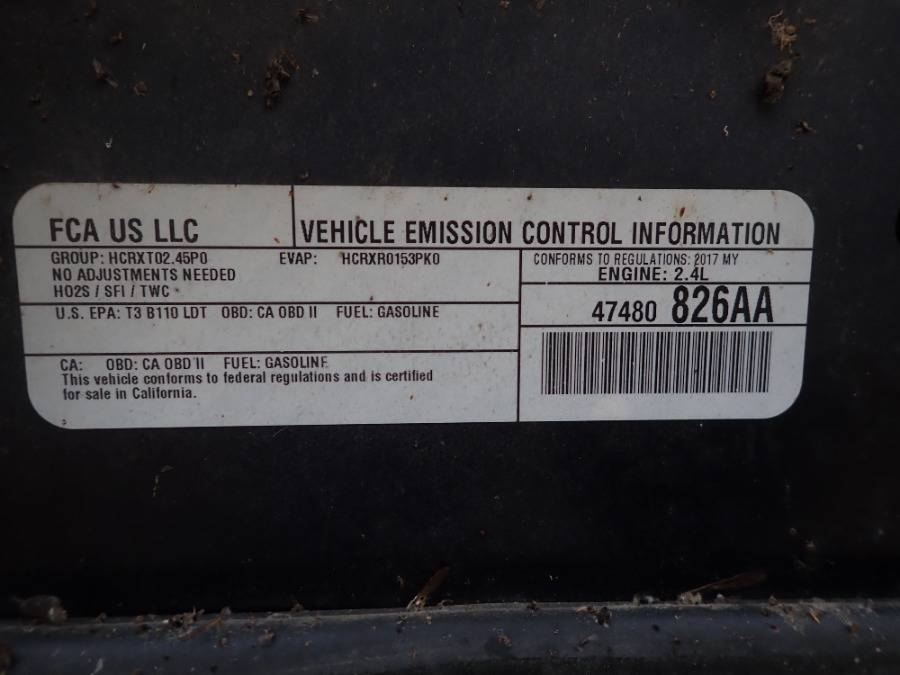 FCA US LLC
VEHICLE EMISSION CONTROL INFORMATION
GROUP: HCRXT02.45P0 EVAP: HCRXR0153PK0
NO ADJUSTMENTS NEEDED
HO2S / SFI / TWC
CONFORMS TO REGULATIONS: 2017 MY
ENGINE: 2.4L
U.S. EPA: T3 B110 LDT OBD: CA OBD II FUEL: GASOLINE
47480 826AA
CA: OBD: CA OBD II FUEL: GASOLINE
This vehicle conforms to federal regulations and is certified
for sale in California.